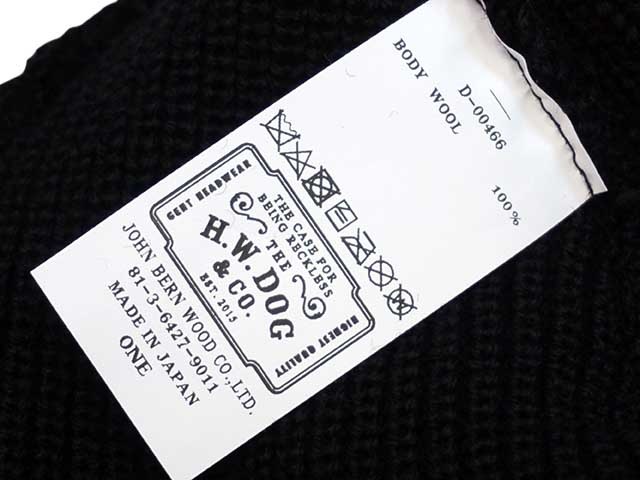 D-00466
BODY
WOOL 100%
GENT HEADWEAR
THE CASE FOR
BEING RECKLESS
THE
H.W.DOG
& CO.
EST. 2015
HIGHEST QUALITY
JOHN BERN WOOD CO.,LTD.
81-3-6427-9011
MADE IN JAPAN
ONE